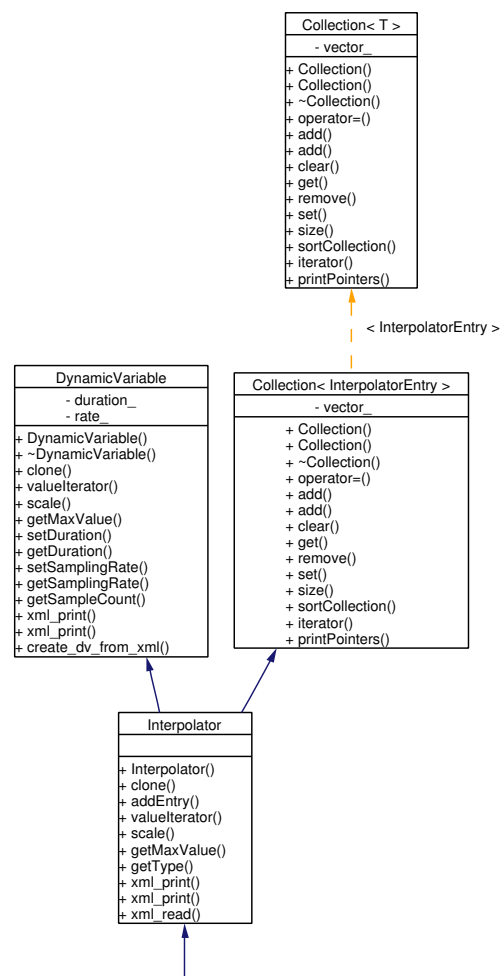 Collection< T >
- vector_
+ Collection()
+ Collection()
+ ~Collection()
+ operator=()
+ add()
+ add()
+ clear()
+ get()
+ remove()
+ set()
+ size()
+ sortCollection()
+ iterator()
+ printPointers()
< InterpolatorEntry >
DynamicVariable
- duration_
- rate_
+ DynamicVariable()
+ ~DynamicVariable()
+ clone()
+ valueIterator()
+ scale()
+ getMaxValue()
+ setDuration()
+ getDuration()
+ setSamplingRate()
+ getSamplingRate()
+ getSampleCount()
+ xml_print()
+ xml_print()
+ create_dv_from_xml()
Collection< InterpolatorEntry >
- vector_
+ Collection()
+ Collection()
+ ~Collection()
+ operator=()
+ add()
+ add()
+ clear()
+ get()
+ remove()
+ set()
+ size()
+ sortCollection()
+ iterator()
+ printPointers()
Interpolator
+ Interpolator()
+ clone()
+ addEntry()
+ valueIterator()
+ scale()
+ getMaxValue()
+ getType()
+ xml_print()
+ xml_print()
+ xml_read()